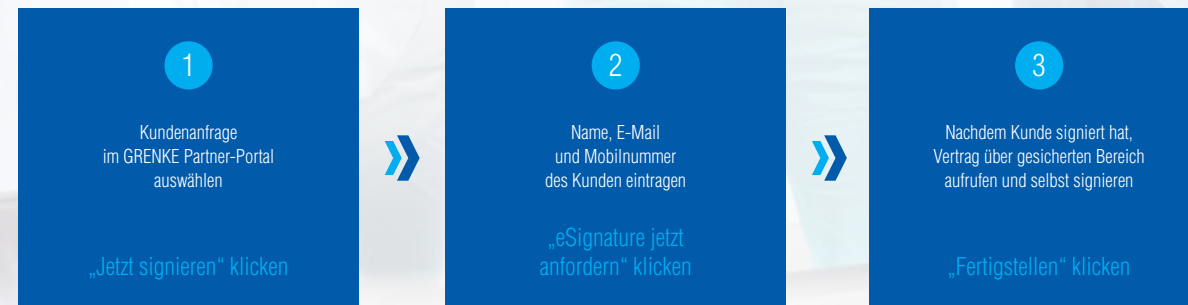 1
Kundenanfrage
im GRENKE Partner-Portal
auswählen
„Jetzt signieren“ klicken
2
Name, E-Mail
und Mobilnummer
des Kunden eintragen
„eSignature jetzt
anfordern“ klicken
3
Nachdem Kunde signiert hat,
Vertrag über gesicherten Bereich
aufrufen und selbst signieren
„Fertigstellen“ klicken